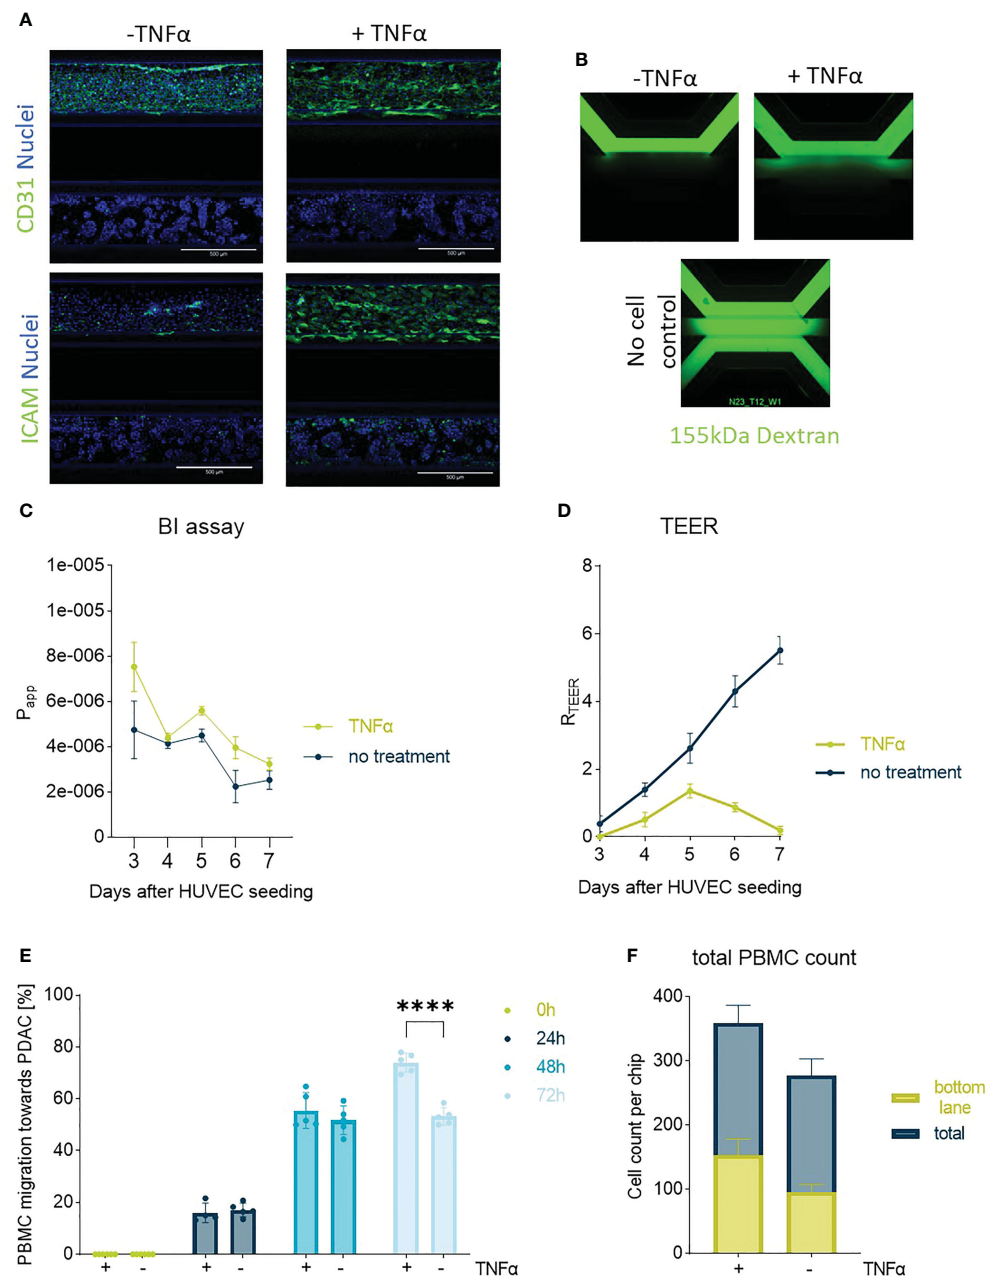 A
-TNFα
+ TNFα
CD31 Nuclei
500 µm
500 µm
ICAM Nuclei
500 µm
500 µm
B
-TNFα
+ TNFα
No cell
control
N23_T12_W1
155kDa Dextran
C
BI assay
1e-005
1e-005
8e-006
6e-006
4e-006
2e-006
0
Papp
3 4 5 6 7
Days after HUVEC seeding
TNFα
no treatment
D
TEER
8
6
4
2
0
RTEER
3 4 5 6 7
Days after HUVEC seeding
TNFα
no treatment
E
PBMC migration towards PDAC [%]
100
80
60
40
20
0
****
0h
24h
48h
72h
+ - + - + - + - TNFα
F
total PBMC count
Cell count per chip
400
300
200
100
0
bottom
lane
total
+ - TNFα